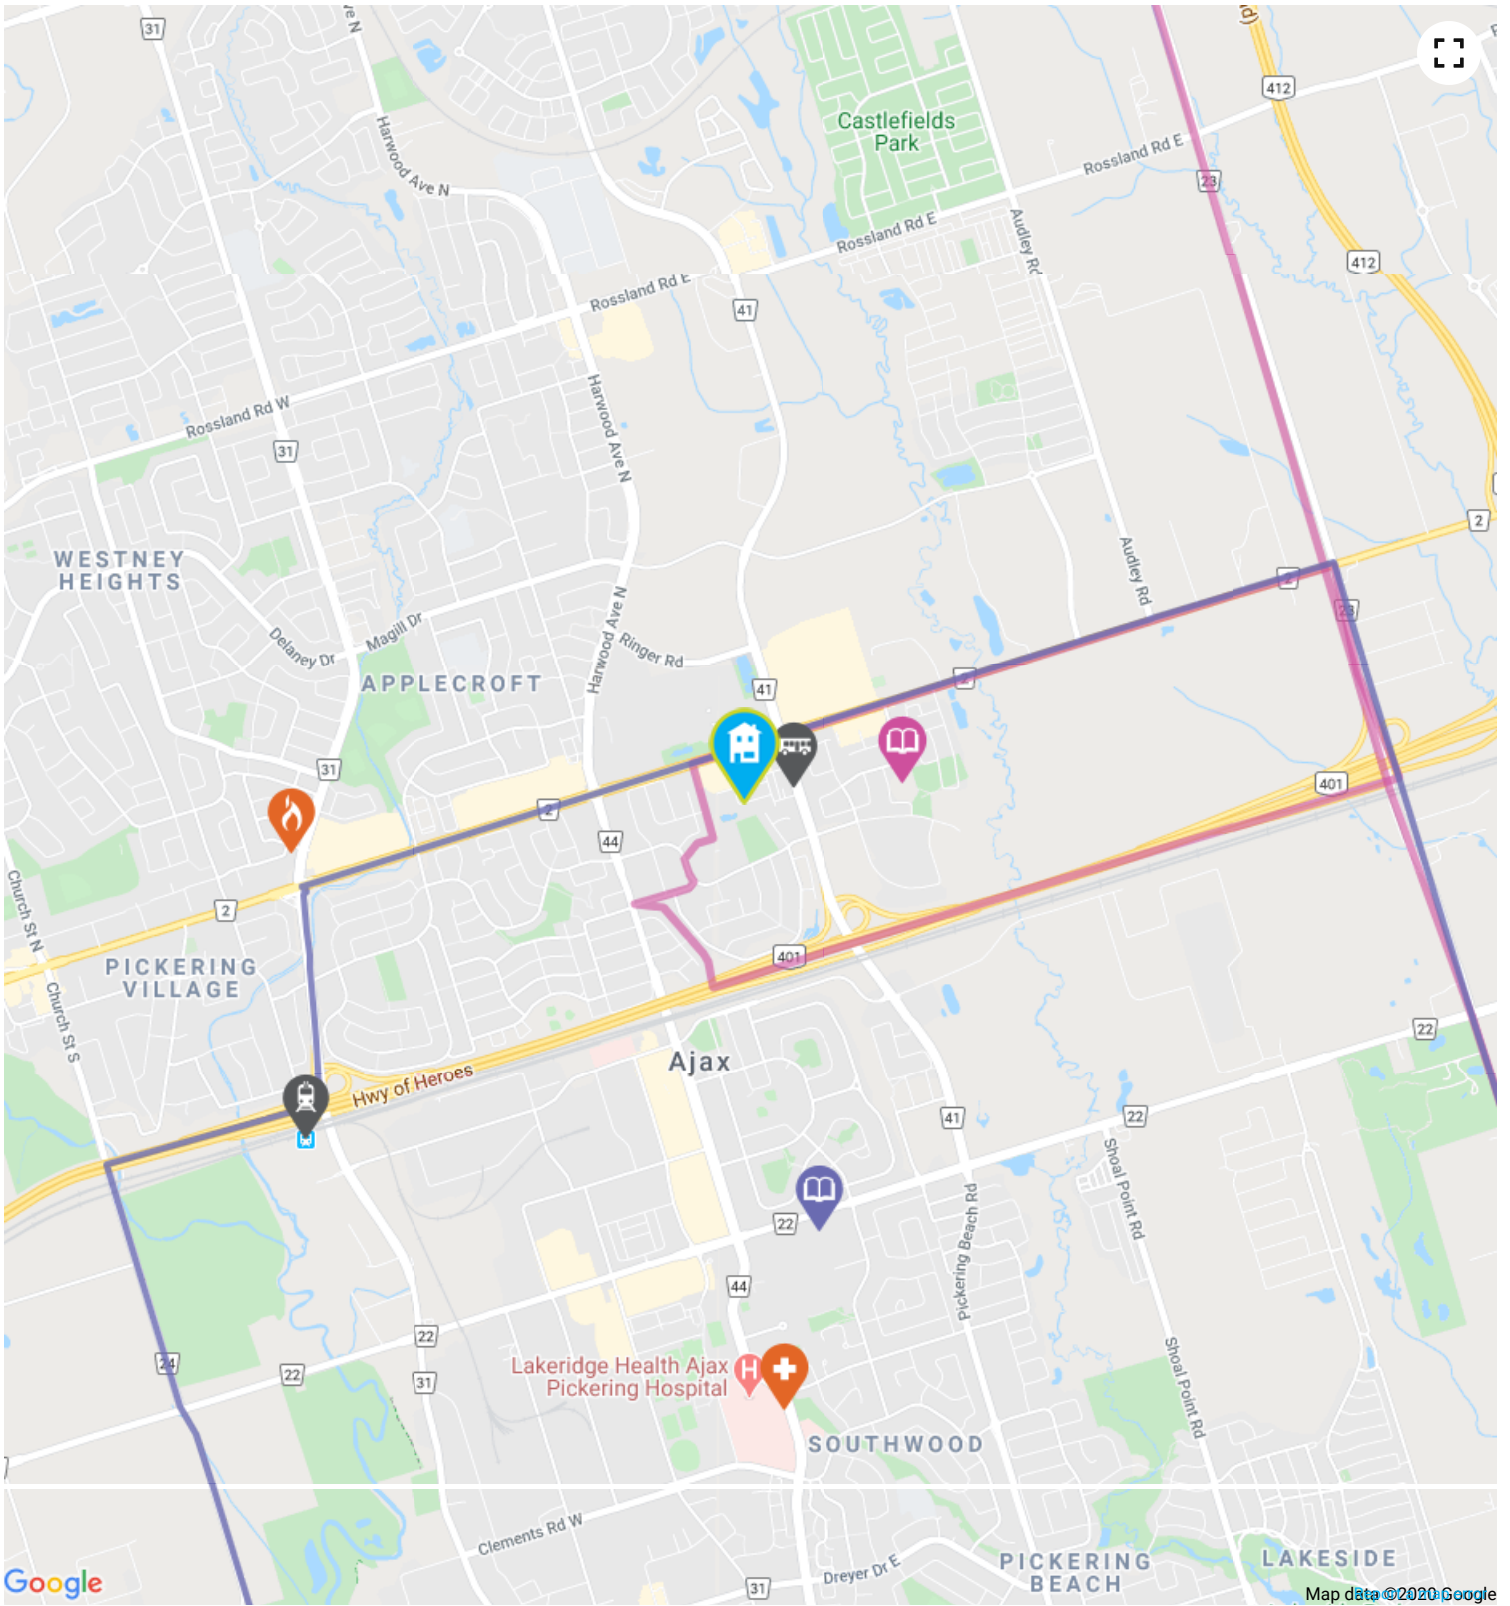 31
412
Castlefields
Park
Harwood Ave N
Rossland Rd E
23
Rossland Rd E
Audley Rd
412
Rossland Rd E
41
Harwood Ave N
Rossland Rd W
31
2
WESTNEY
HEIGHTS
Audley Rd
2
23
Magill Dr
Delaney Dr
Harwood Ave N
Ringer Rd
APPLECROFT
2
41
31
401
2
44
Church St N
2
401
PICKERING
VILLAGE
Church St S
22
Ajax
Hwy of Heroes
41
22
Shoal Point Rd
Pickering Beach Rd
22
44
22
24
22
31
Lakeridge Health Ajax
Pickering Hospital
H
Shoal Point Rd
SOUTHWOOD
Clements Rd W
PICKERING
BEACH
LAKESIDE
Dreyer Dr E
31
Google
Map data ©2020 Google